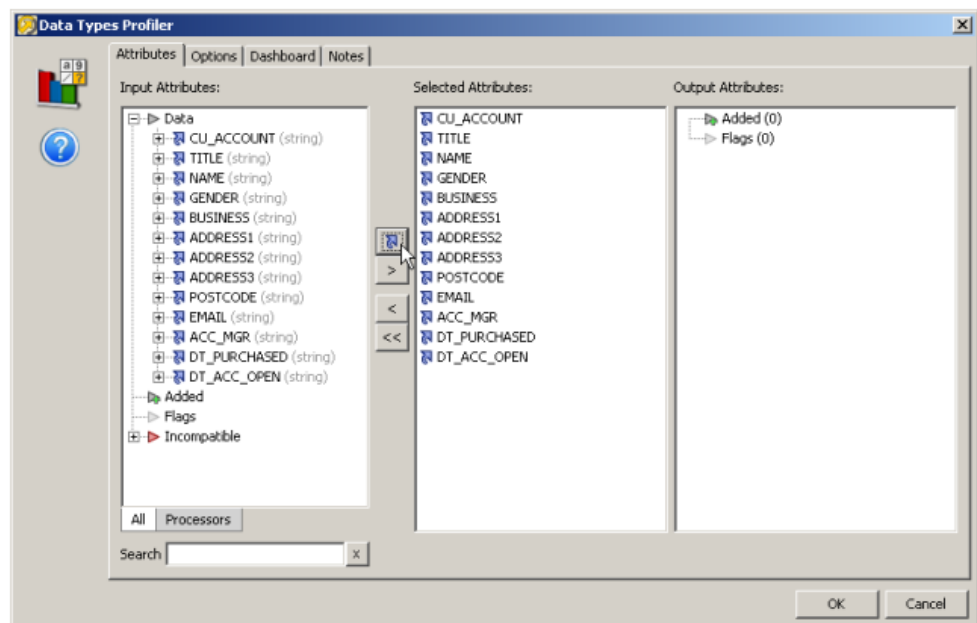 Data Types Profiler
Attributes Options Dashboard Notes
Input Attributes:
Data
CU_ACCOUNT (string)
TITLE (string)
NAME (string)
GENDER (string)
BUSINESS (string)
ADDRESS1 (string)
ADDRESS2 (string)
ADDRESS3 (string)
POSTCODE (string)
EMAIL (string)
ACC_MGR (string)
DT_PURCHASED (string)
DT_ACC_OPEN (string)
Added
Flags
Incompatible
All Processors
Search x
>
<
<<
Selected Attributes:
CU_ACCOUNT
TITLE
NAME
GENDER
BUSINESS
ADDRESS1
ADDRESS2
ADDRESS3
POSTCODE
EMAIL
ACC_MGR
DT_PURCHASED
DT_ACC_OPEN
Output Attributes:
Added (0)
Flags (0)
OK Cancel